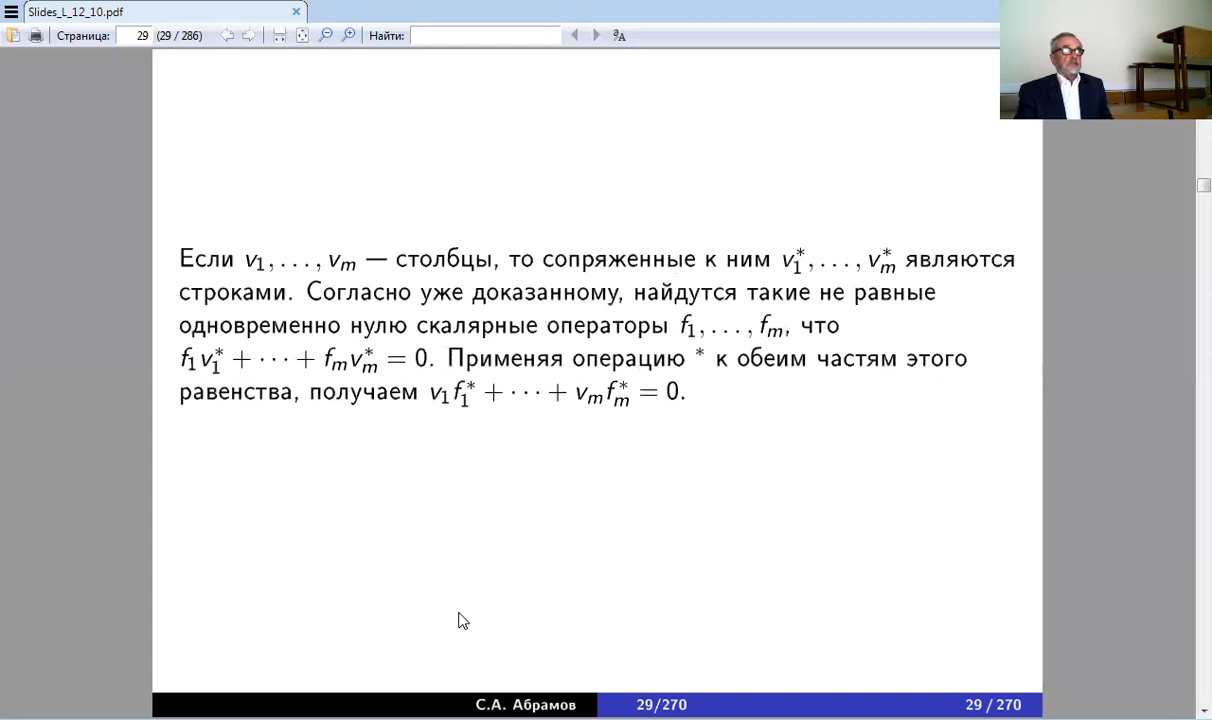 Slides_L_12_10.pdf
Страница: 29 (29 / 286) Найти:
Если v₁, . . . , vₘ — столбцы, то сопряженные к ним v₁*, . . . , vₘ* являются
строками. Согласно уже доказанному, найдутся такие не равные
одновременно нулю скалярные операторы f₁, . . . , fₘ, что
f₁v₁* + · · · + fₘvₘ* = 0. Применяя операцию * к обеим частям этого
равенства, получаем v₁f₁* + · · · + vₘfₘ* = 0.
С.А. Абрамов 29/270 29 / 270